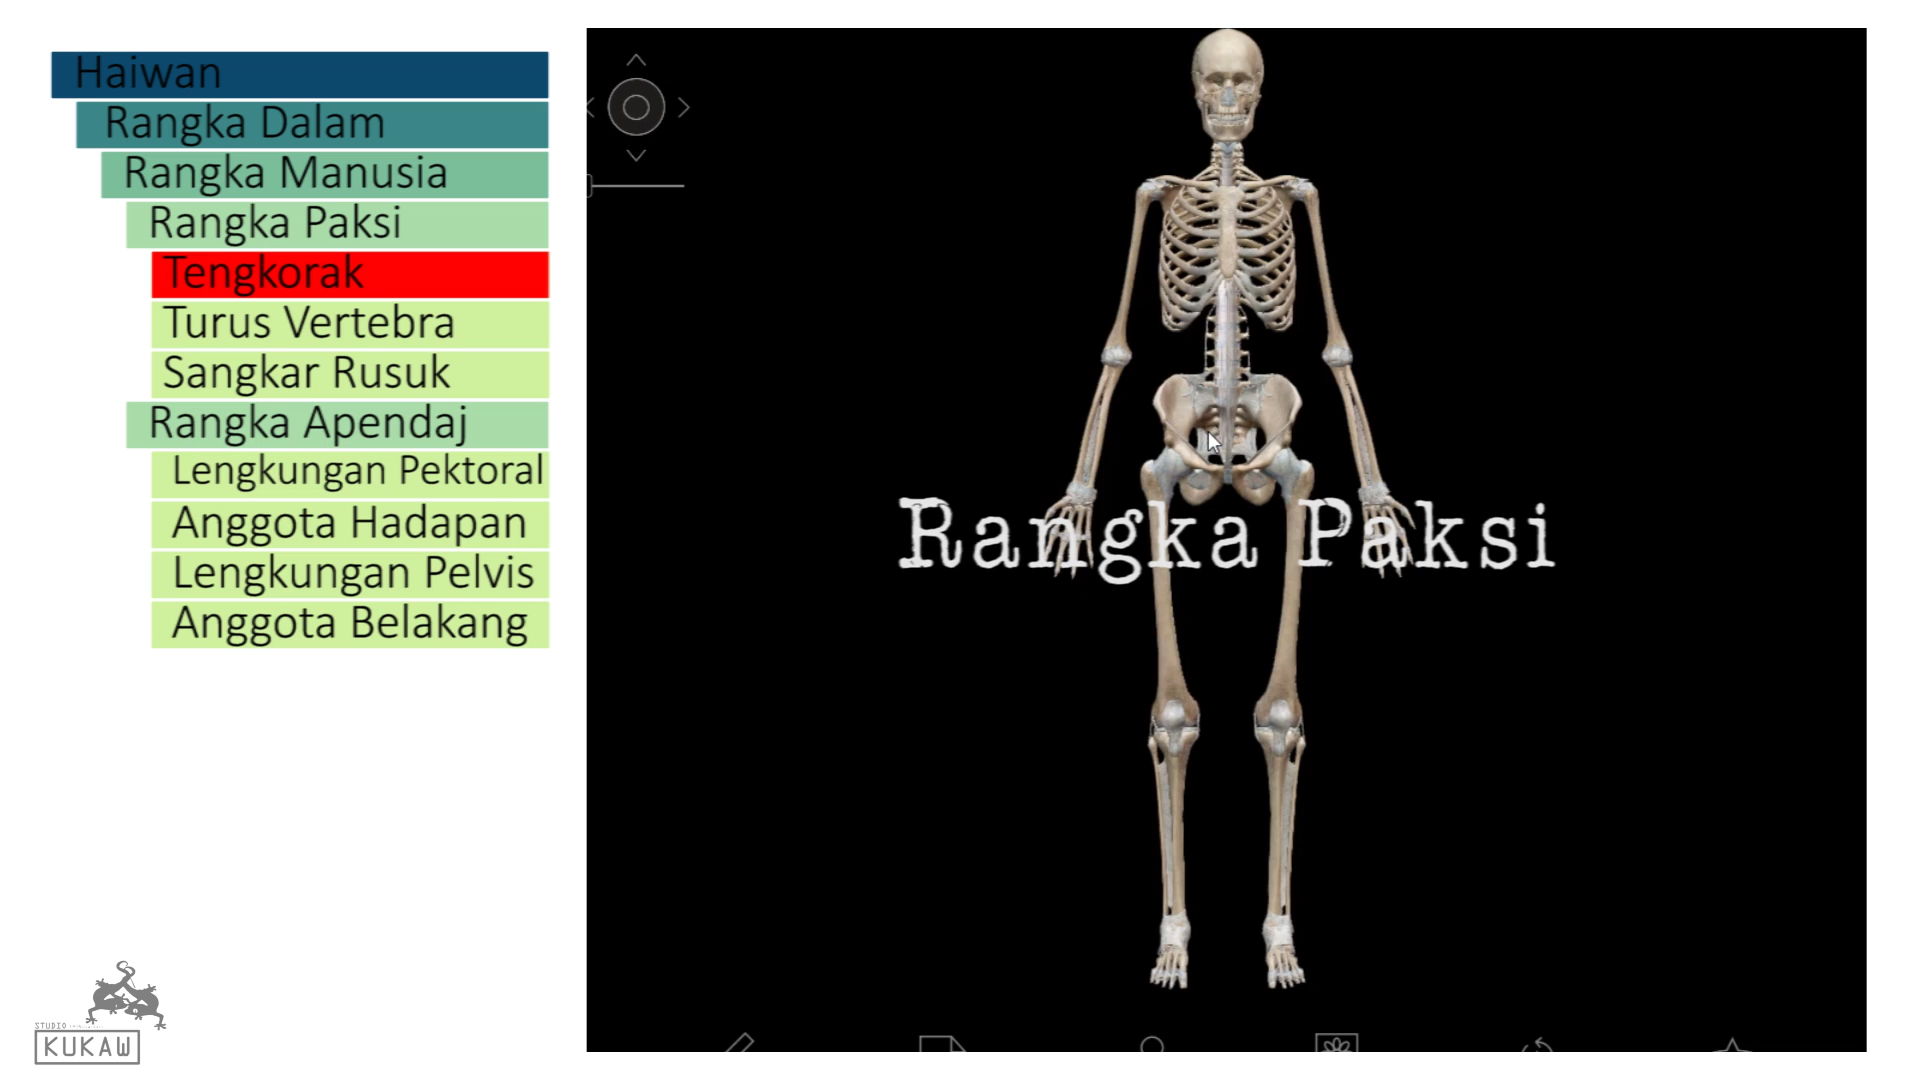 Haiwan
Rangka Dalam
Rangka Manusia
Rangka Paksi
Tengkorak
Turus Vertebra
Sangkar Rusuk
Rangka Apendaj
Lengkungan Pektoral
Anggota Hadapan
Lengkungan Pelvis
Anggota Belakang
Rangka Paksi
STUDIO
KUKAW